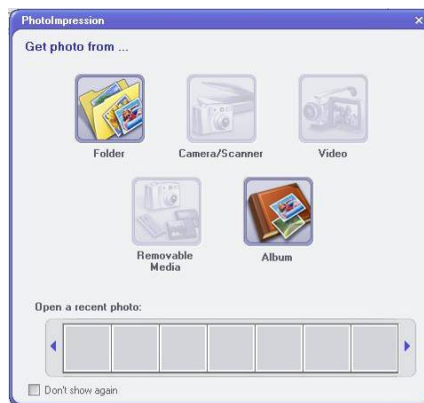 PhotoImpression
Get photo from ...
Folder
Camera/Scanner
Video
Removable
Media
Album
Open a recent photo:
Don't show again